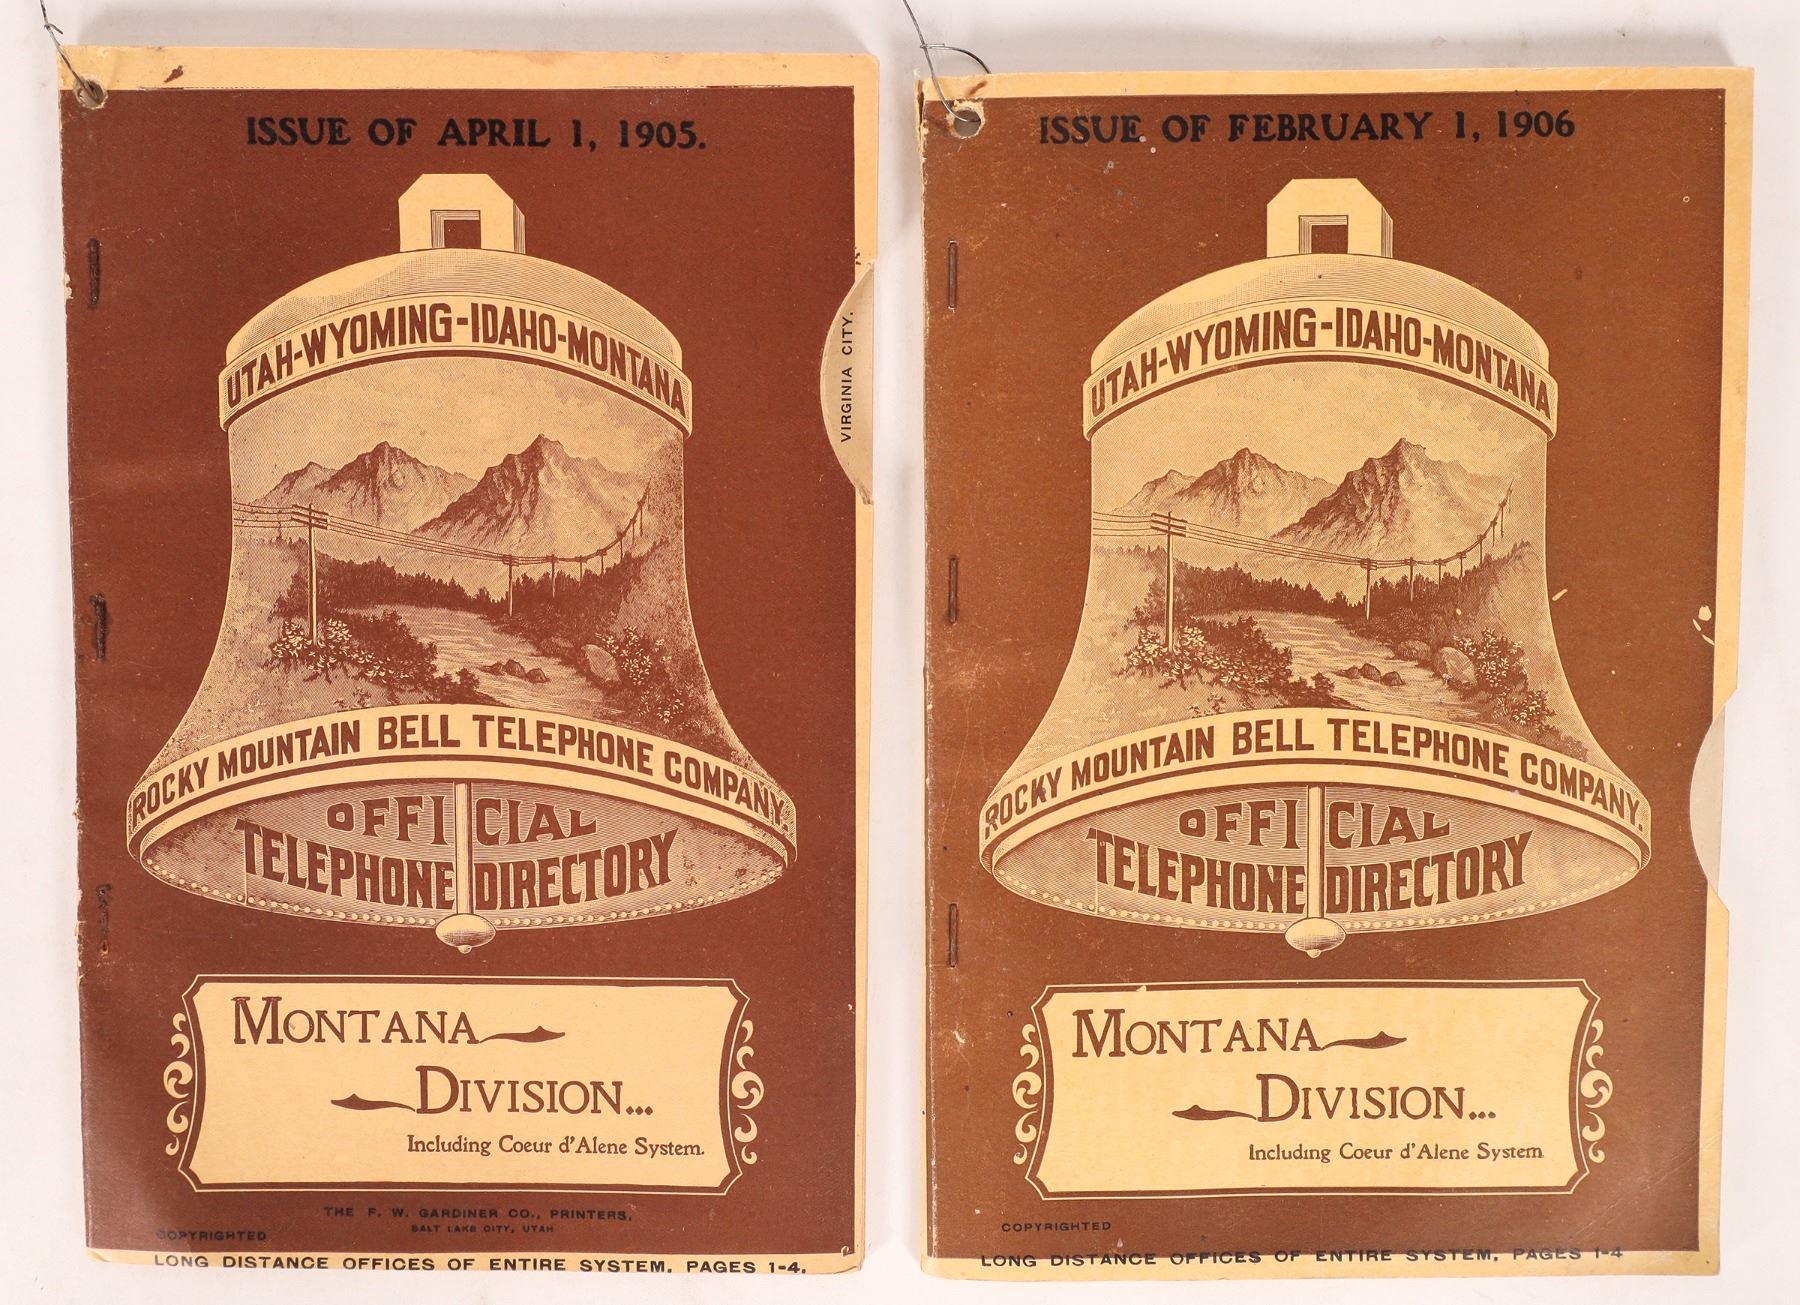 ISSUE OF APRIL 1, 1905.
UTAH-WYOMING-IDAHO-MONTANA
VIRGINIA CITY.
ROCKY MOUNTAIN BELL TELEPHONE COMPANY.
OFFICIAL
TELEPHONE DIRECTORY
MONTANA
DIVISION...
Including Coeur d'Alene System.
THE F. W. GARDINER CO., PRINTERS,
SALT LAKE CITY, UTAH
COPYRIGHTED
LONG DISTANCE OFFICES OF ENTIRE SYSTEM, PAGES 1-4.
ISSUE OF FEBRUARY 1, 1906
UTAH-WYOMING-IDAHO-MONTANA
ROCKY MOUNTAIN BELL TELEPHONE COMPANY.
OFFICIAL
TELEPHONE DIRECTORY
MONTANA
DIVISION...
Including Coeur d'Alene System
COPYRIGHTED
LONG DISTANCE OFFICES OF ENTIRE SYSTEM, PAGES 1-4